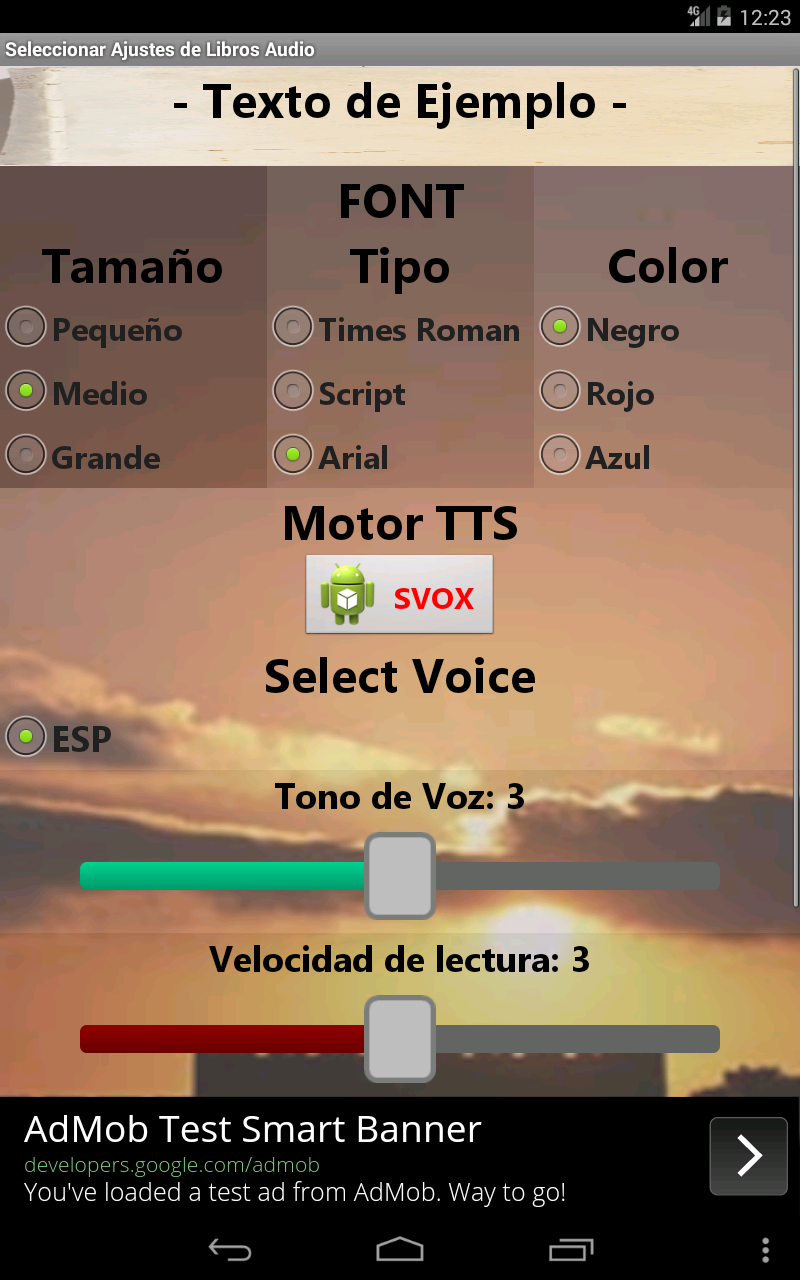 4G 12:23
Seleccionar Ajustes de Libros Audio
- Texto de Ejemplo -
FONT
Tamaño Tipo Color
Pequeño Times Roman Negro
Medio Script Rojo
Grande Arial Azul
Motor TTS
SVOX
Select Voice
ESP
Tono de Voz: 3
Velocidad de lectura: 3
AdMob Test Smart Banner
developers.google.com/admob
You've loaded a test ad from AdMob. Way to go!